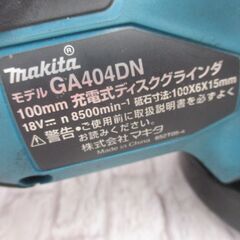 makita®
モデル GA404DN
100mm 充電式ディスクグラインダ
18V⎓ n 8500min⁻¹ 砥石寸法:100X6X15mm
⚠警告:使用前に必ず取扱説明書を
お読みください。
株式会社 マキタ
Made in China 852T05-4